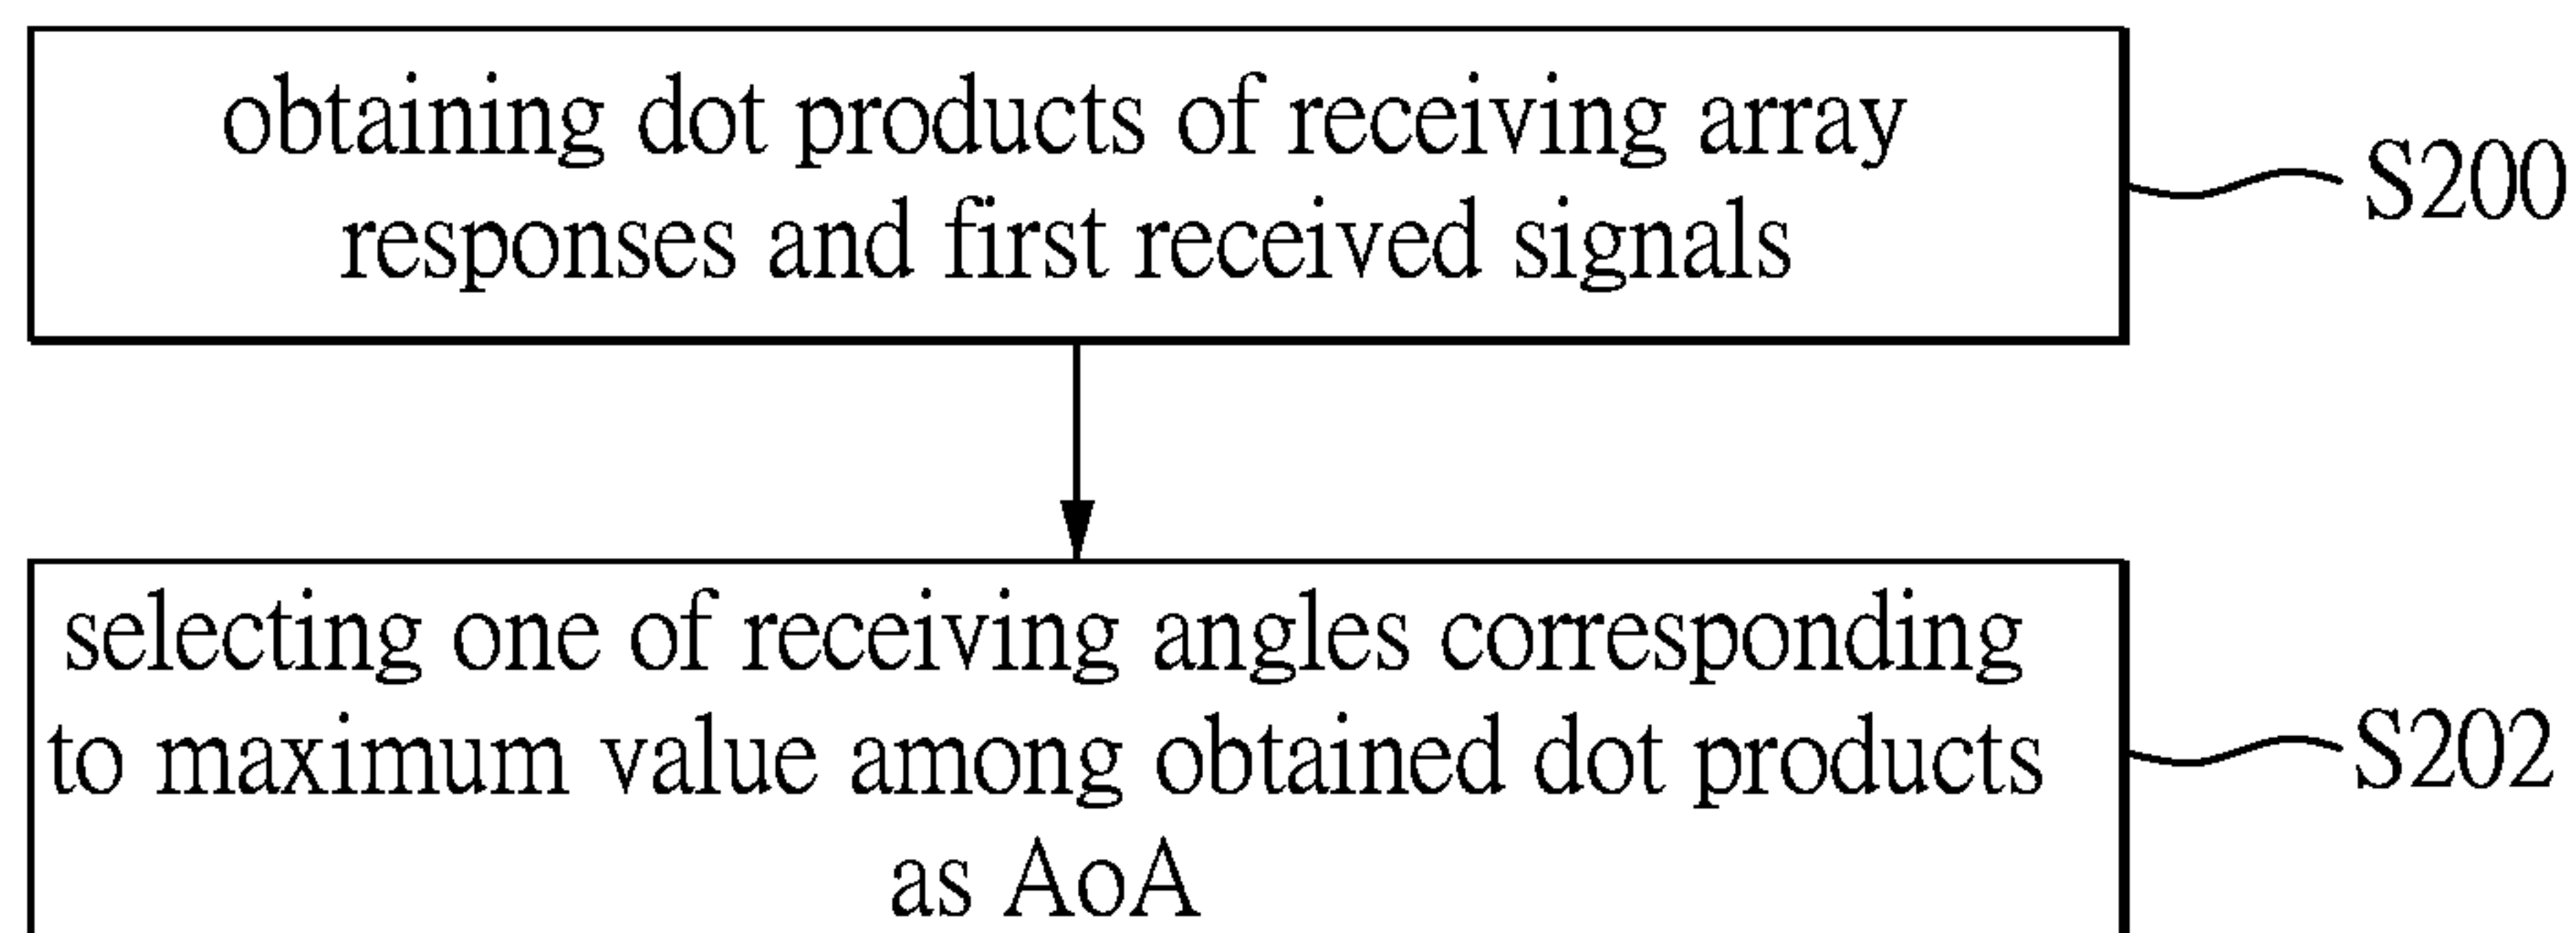 obtaining dot products of receiving array
responses and first received signals
S200
selecting one of receiving angles corresponding
to maximum value among obtained dot products
as AoA
S202